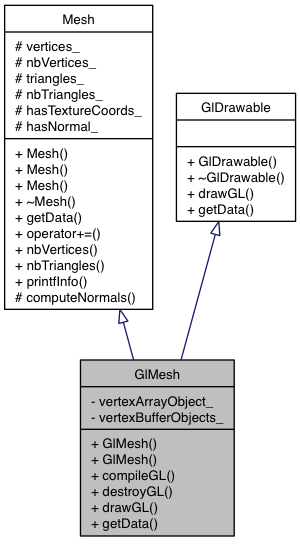 Mesh
# vertices_
# nbVertices_
# triangles_
# nbTriangles_
# hasTextureCoords_
# hasNormal_
+ Mesh()
+ Mesh()
+ Mesh()
+ ~Mesh()
+ getData()
+ operator+=()
+ nbVertices()
+ nbTriangles()
+ printfInfo()
# computeNormals()
GlDrawable
+ GlDrawable()
+ ~GlDrawable()
+ drawGL()
+ getData()
GlMesh
- vertexArrayObject_
- vertexBufferObjects_
+ GlMesh()
+ GlMesh()
+ compileGL()
+ destroyGL()
+ drawGL()
+ getData()